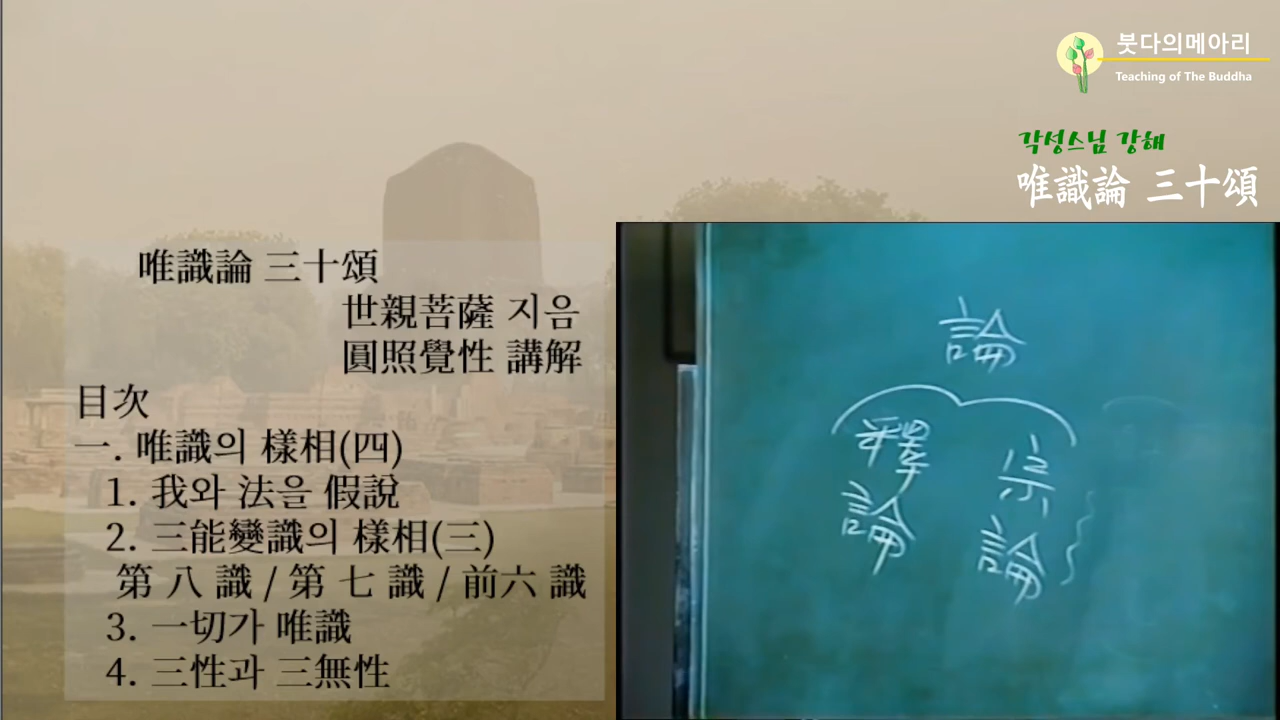 붓다의메아리
Teaching of The Buddha
각성스님 강해
唯識論 三十頌
唯識論 三十頌
世親菩薩 지음
圓照覺性 講解
目次
一. 唯識의 樣相(四)
1. 我와 法을 假說
2. 三能變識의 樣相(三)
第 八 識 / 第 七 識 / 前六 識
3. 一切가 唯識
4. 三性과 三無性
論
釋論
宗論